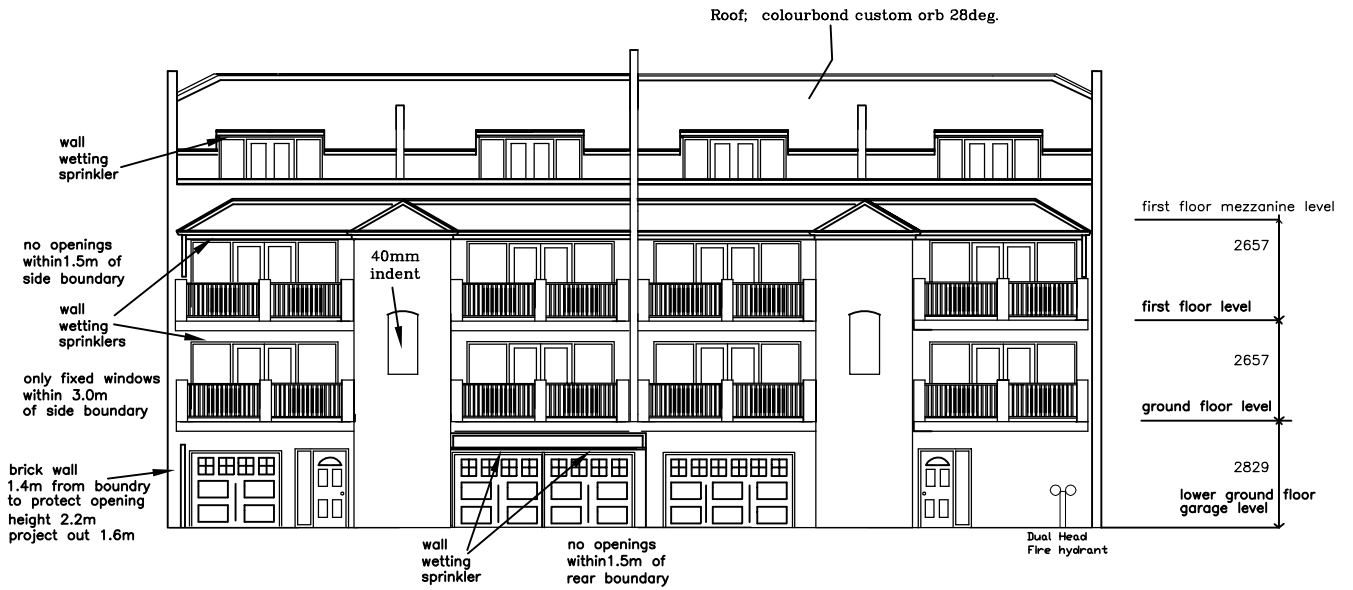 Roof; colourbond custom orb 28deg.
wall
wetting
sprinkler
first floor mezzanine level
no openings
within1.5m of
side boundary
2657
40mm
indent
wall
wetting
sprinklers
first floor level
2657
only fixed windows
within 3.0m
of side boundary
ground floor level
brick wall
1.4m from boundry
to protect opening
height 2.2m
project out 1.6m
2829
lower ground floor
garage level
Dual Head
Fire hydrant
wall
wetting
sprinkler
no openings
within1.5m of
rear boundary